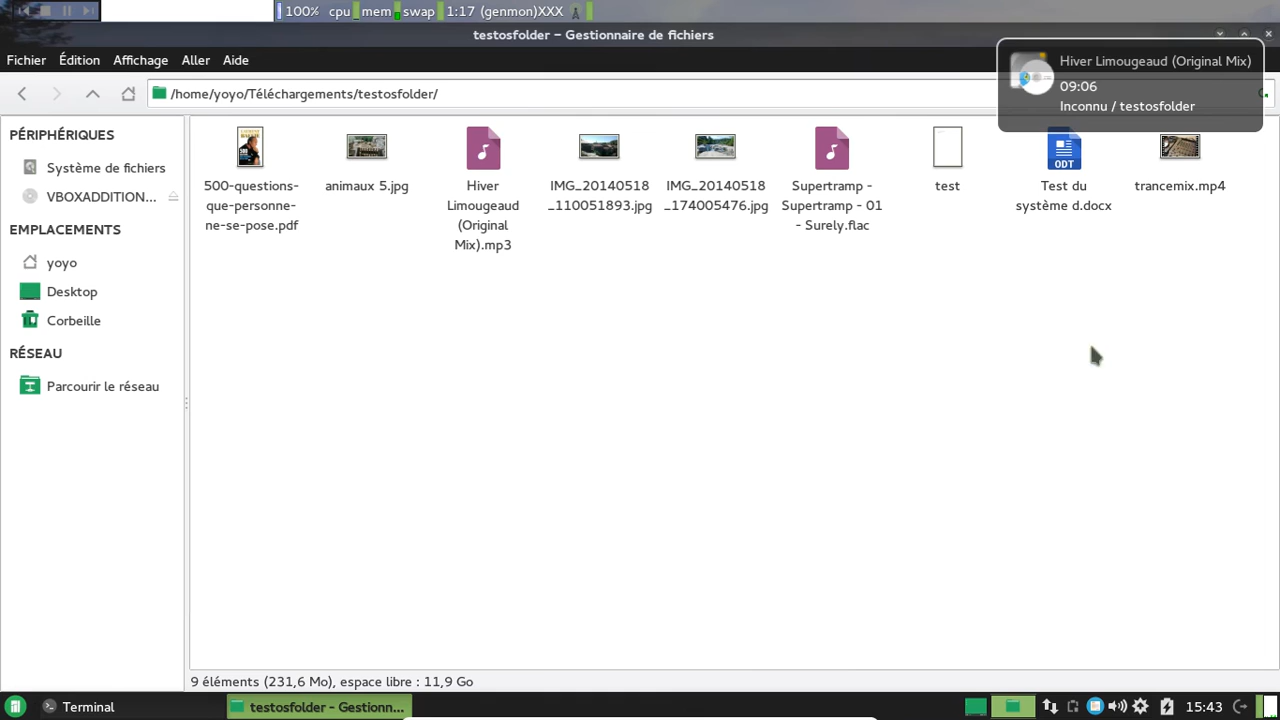 100% cpu mem swap 1:17 (genmon)XXX
testosfolder – Gestionnaire de fichiers
Fichier Édition Affichage Aller Aide
Hiver Limougeaud (Original Mix)
09:06
Inconnu / testosfolder
/home/yoyo/Téléchargements/testosfolder/
PÉRIPHÉRIQUES
Système de fichiers
VBOXADDITION...
EMPLACEMENTS
yoyo
Desktop
Corbeille
RÉSEAU
Parcourir le réseau
500-questions-
que-personne-
ne-se-pose.pdf
animaux 5.jpg
Hiver
Limougeaud
(Original
Mix).mp3
IMG_20140518
_110051893.jpg
IMG_20140518
_174005476.jpg
Supertramp -
Supertramp - 01
- Surely.flac
test
ODT
Test du
système d.docx
trancemix.mp4
9 éléments (231,6 Mo), espace libre : 11,9 Go
Terminal
testosfolder - Gestionn...
15:43